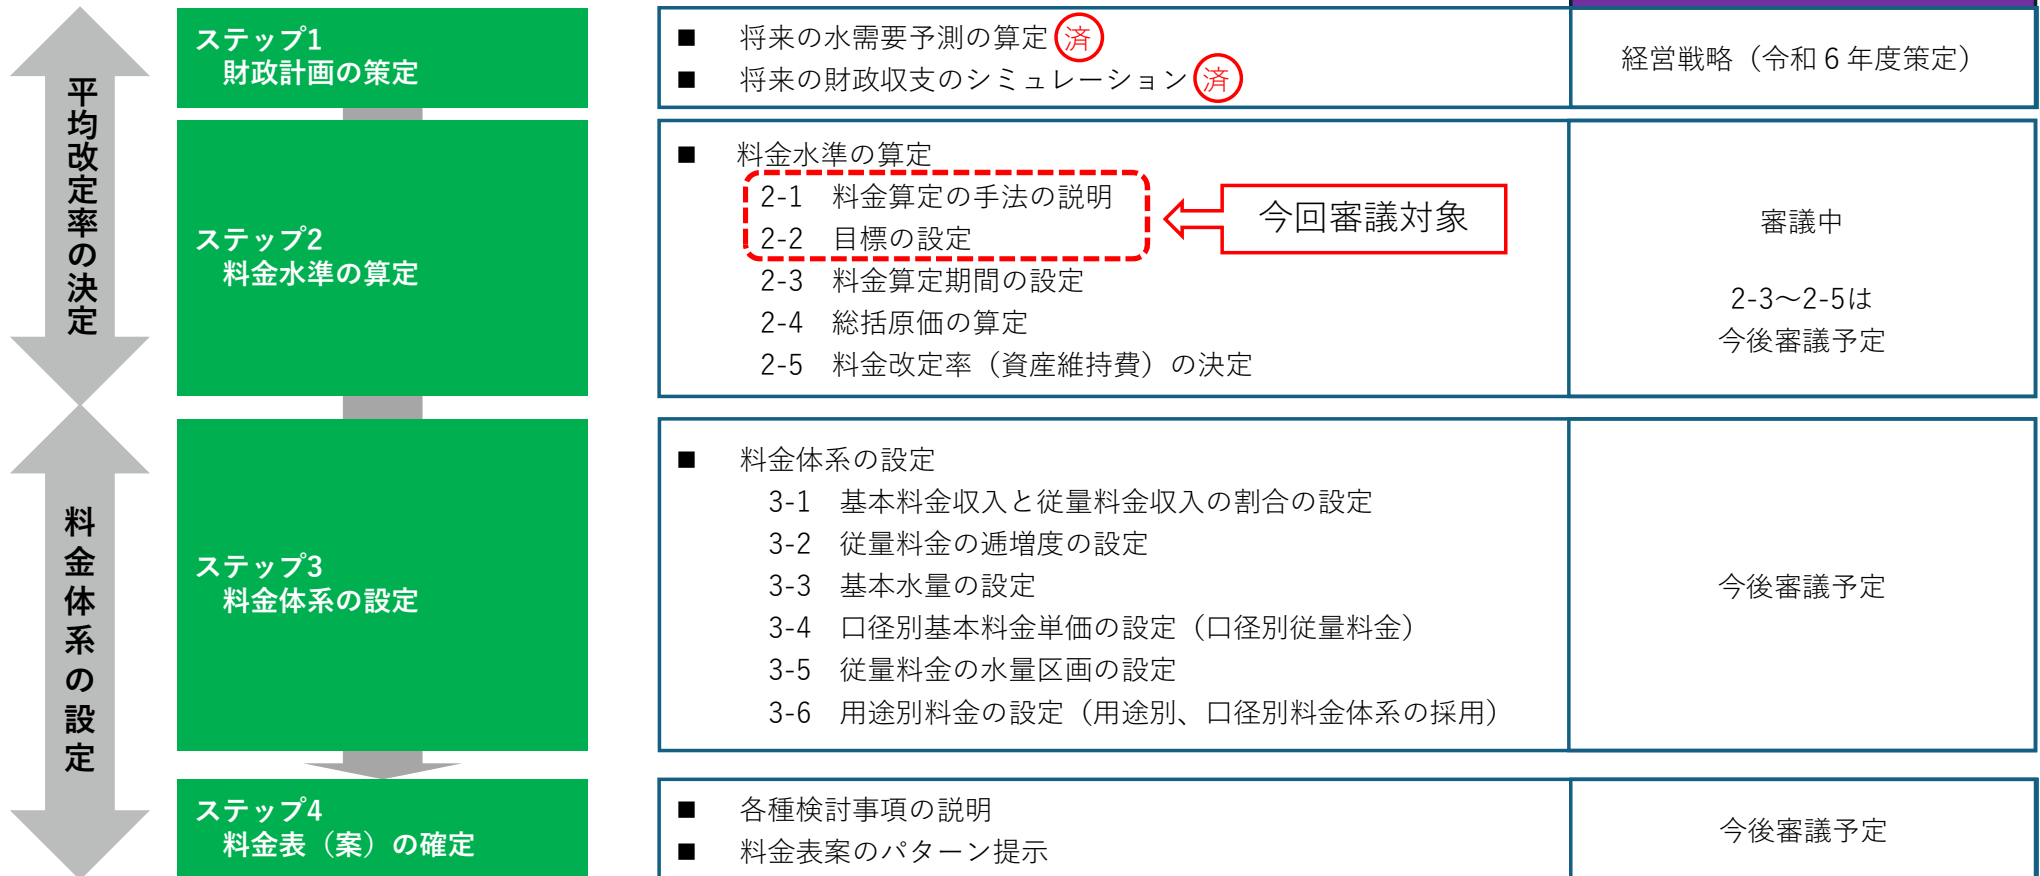 平均改定率の決定
ステップ1
財政計画の策定
■ 将来の水需要予測の算定 済
■ 将来の財政収支のシミュレーション 済
経営戦略（令和６年度策定）
ステップ2
料金水準の算定
■ 料金水準の算定
2-1 料金算定の手法の説明
2-2 目標の設定
今回審議対象
2-3 料金算定期間の設定
2-4 総括原価の算定
2-5 料金改定率（資産維持費）の決定
審議中
2-3～2-5は
今後審議予定
料金体系の設定
ステップ3
料金体系の設定
■ 料金体系の設定
3-1 基本料金収入と従量料金収入の割合の設定
3-2 従量料金の逓増度の設定
3-3 基本水量の設定
3-4 口径別基本料金単価の設定（口径別従量料金）
3-5 従量料金の水量区画の設定
3-6 用途別料金の設定（用途別、口径別料金体系の採用）
今後審議予定
ステップ4
料金表（案）の確定
■ 各種検討事項の説明
■ 料金表案のパターン提示
今後審議予定